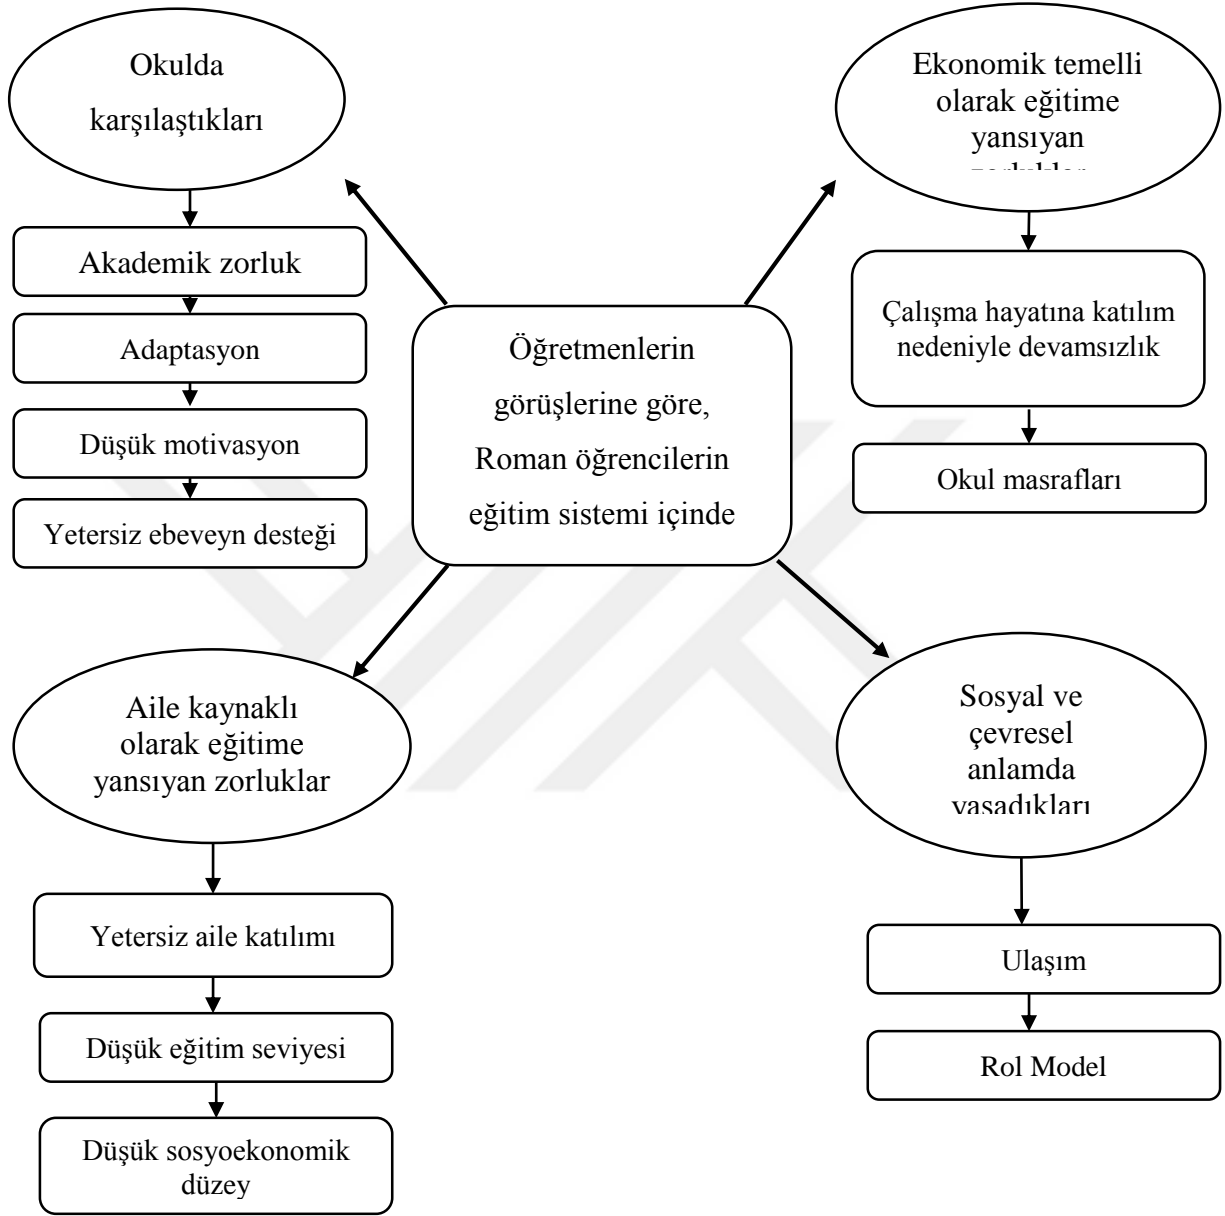 Okulda
karşılaştıkları
Akademik zorluk
Adaptasyon
Düşük motivasyon
Yetersiz ebeveyn desteği
Ekonomik temelli
olarak eğitime
yansıyan
Çalışma hayatına katılım
nedeniyle devamsızlık
Okul masrafları
Öğretmenlerin
görüşlerine göre,
Roman öğrencilerin
eğitim sistemi içinde
Aile kaynaklı
olarak eğitime
yansıyan zorluklar
Yetersiz aile katılımı
Düşük eğitim seviyesi
Düşük sosyoekonomik
düzey
Sosyal ve
çevresel
anlamda
yaşadıkları
Ulaşım
Rol Model